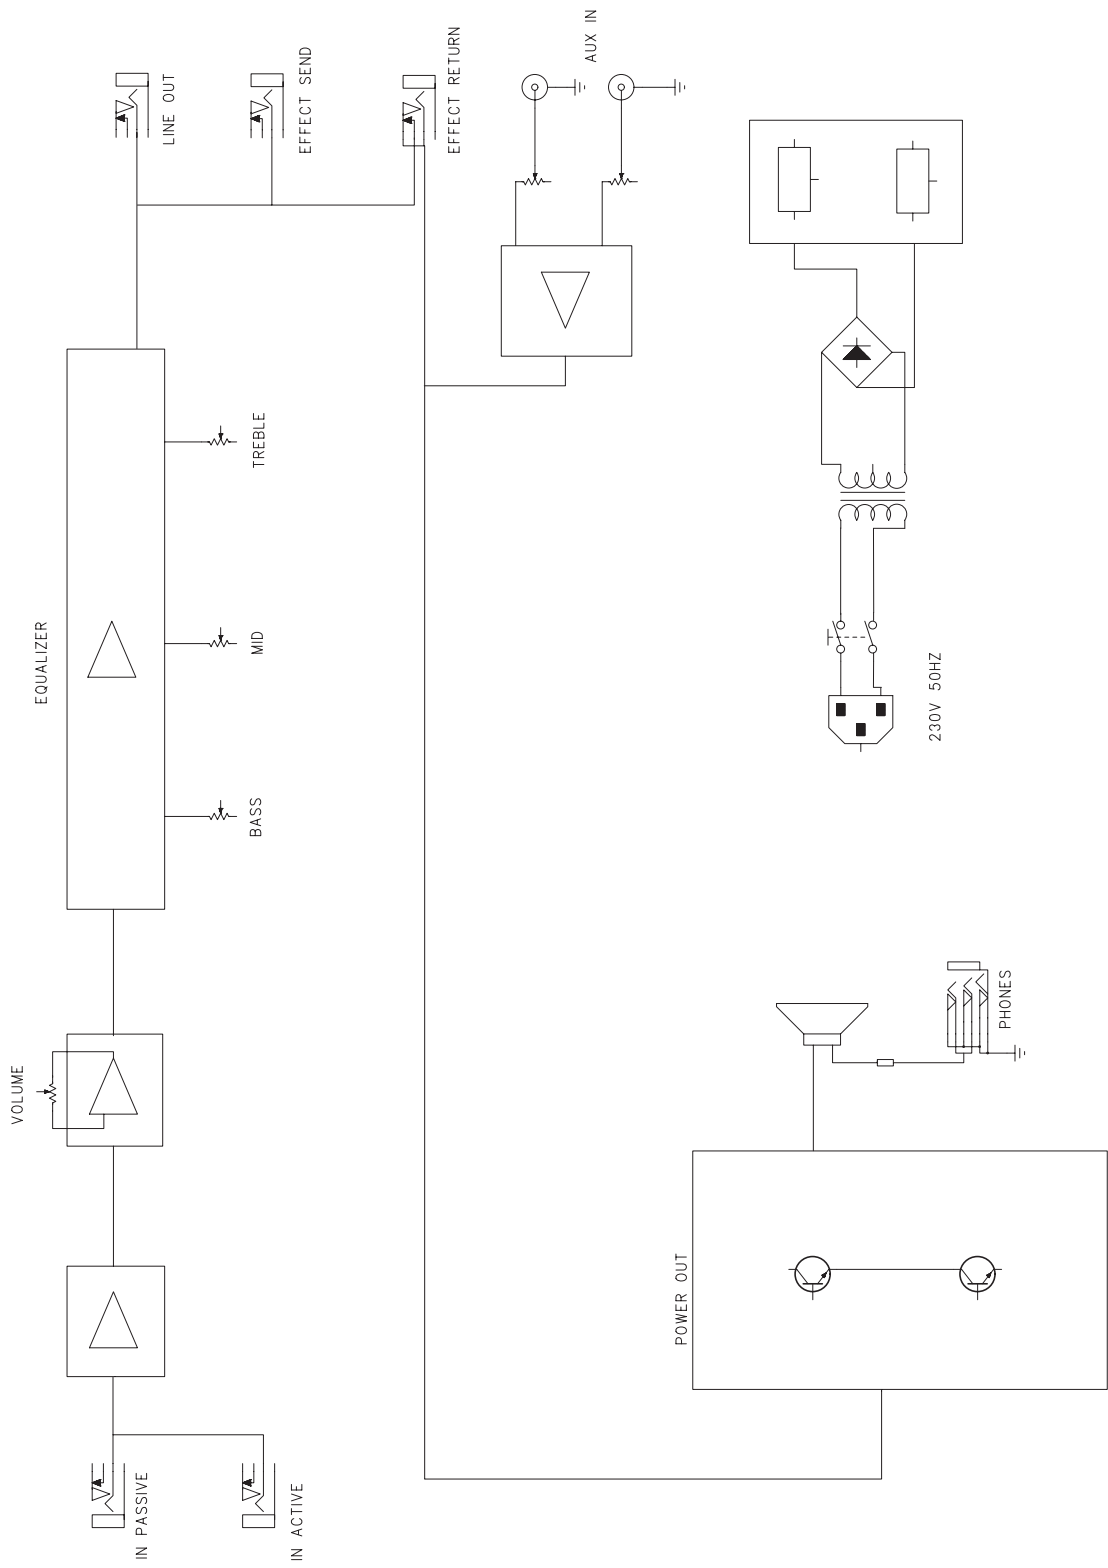 IN PASSIVE
IN ACTIVE
VOLUME
EQUALIZER
BASS
MID
TREBLE
LINE OUT
EFFECT SEND
EFFECT RETURN
AUX IN
POWER OUT
PHONES
230V 50HZ